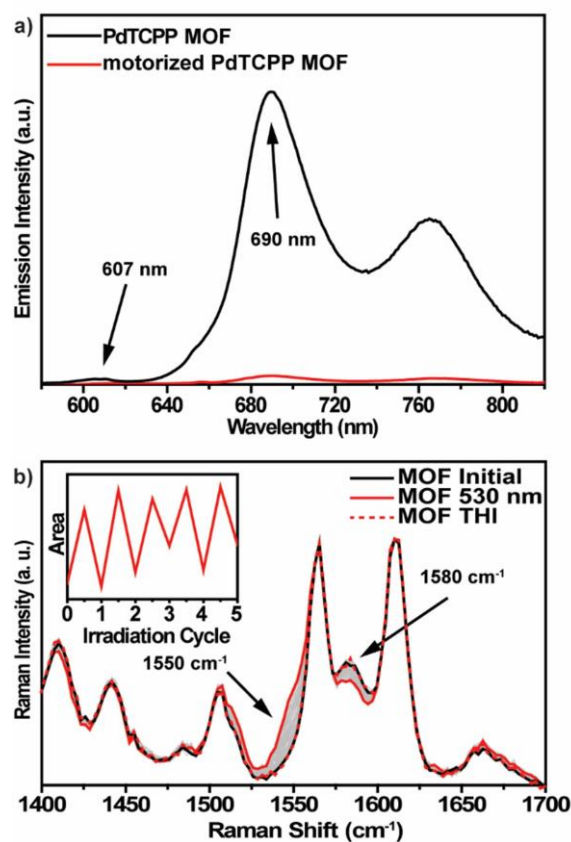 a)
PdTCPP MOF
motorized PdTCPP MOF
690 nm
607 nm
Emission Intensity (a.u.)
600 640 680 720 760 800
Wavelength (nm)
b)
MOF Initial
MOF 530 nm
MOF THI
Area
0 1 2 3 4 5
Irradiation Cycle
1580 cm⁻¹
1550 cm⁻¹
Raman Intensity (a. u.)
1400 1450 1500 1550 1600 1650 1700
Raman Shift (cm⁻¹)